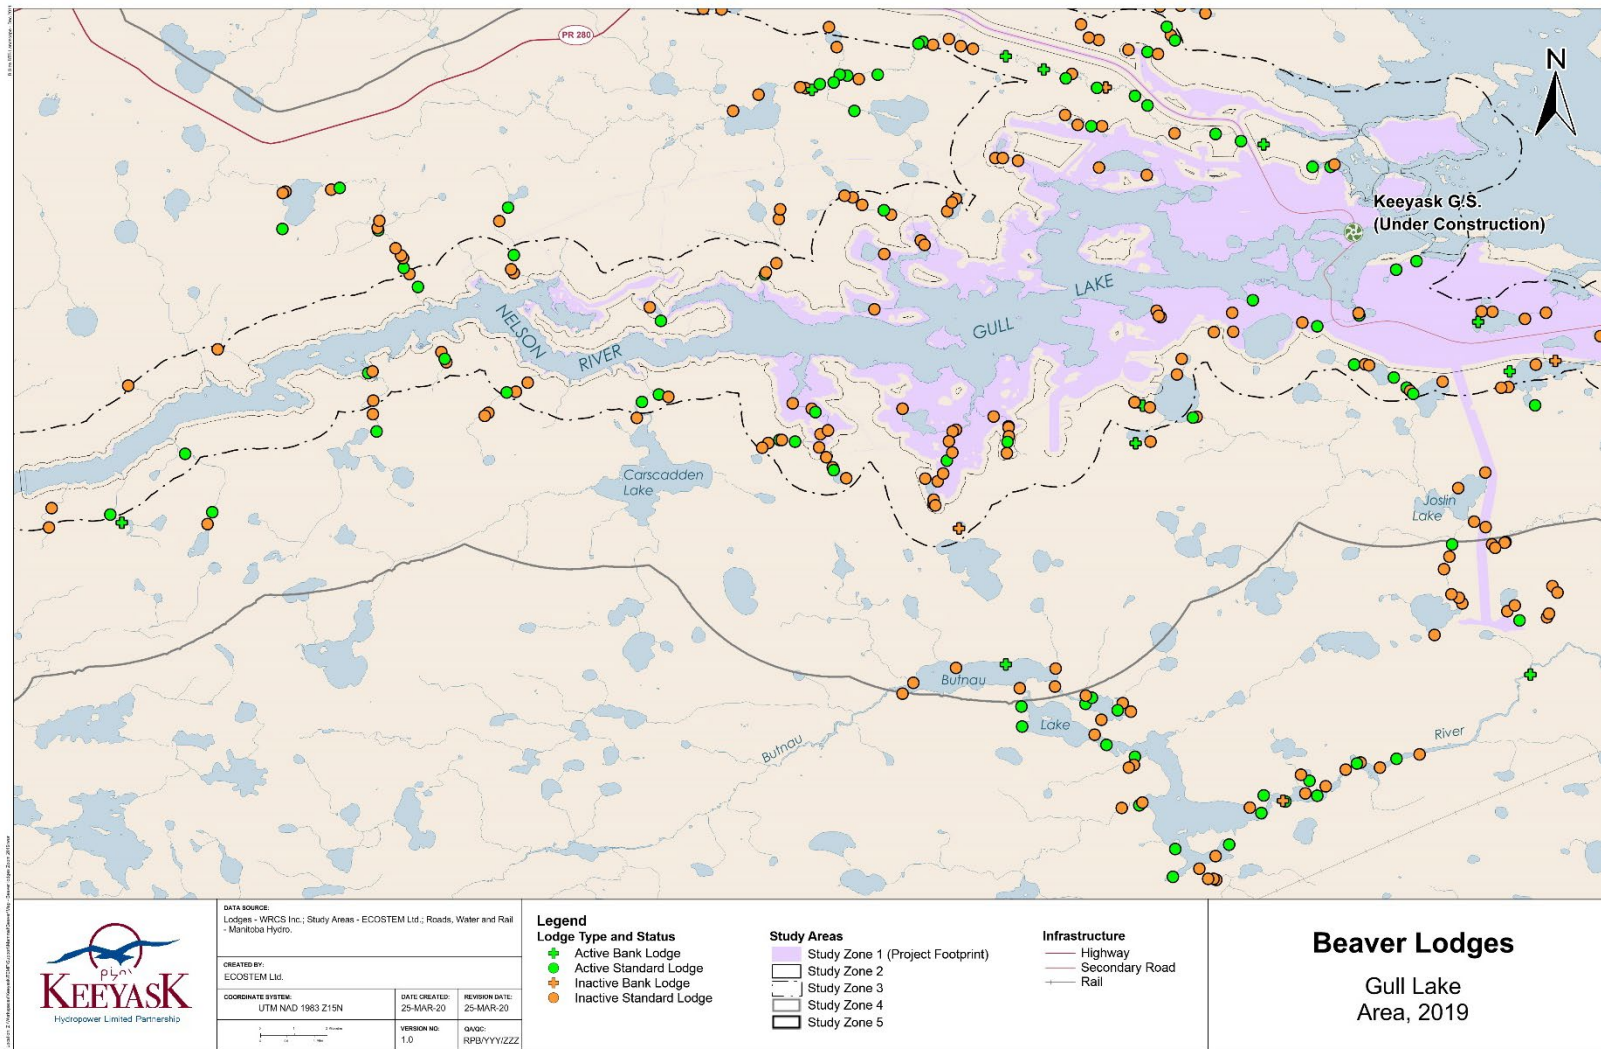 PR 280
N
Keeyask G.S.
(Under Construction)
LAKE
GULL
NELSON
RIVER
Carscadden
Lake
Joslin
Lake
Butnau
Lake
Butnau
River
KEEYASK
Hydropower Limited Partnership
DATA SOURCE:
Lodges - WRCS Inc.; Study Areas - ECOSTEM Ltd.; Roads, Water and Rail
- Manitoba Hydro.
CREATED BY:
ECOSTEM Ltd.
COORDINATE SYSTEM:
UTM NAD 1983 Z15N
DATE CREATED:
25-MAR-20
REVISION DATE:
25-MAR-20
VERSION NO:
1.0
QA/QC:
RPB/YYY/ZZZ
Legend
Lodge Type and Status
Active Bank Lodge
Active Standard Lodge
Inactive Bank Lodge
Inactive Standard Lodge
Study Areas
Study Zone 1 (Project Footprint)
Study Zone 2
Study Zone 3
Study Zone 4
Study Zone 5
Infrastructure
Highway
Secondary Road
Rail
Beaver Lodges
Gull Lake
Area, 2019